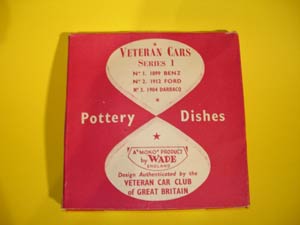 VETERAN CARS
SERIES 1
Nº 1. 1899 BENZ
Nº 2. 1912 FORD
Nº 3. 1904 DARRACQ
Pottery Dishes
A "MOKO" PRODUCT
by WADE
ENGLAND
Design Authenticated by the
VETERAN CAR CLUB
of GREAT BRITAIN